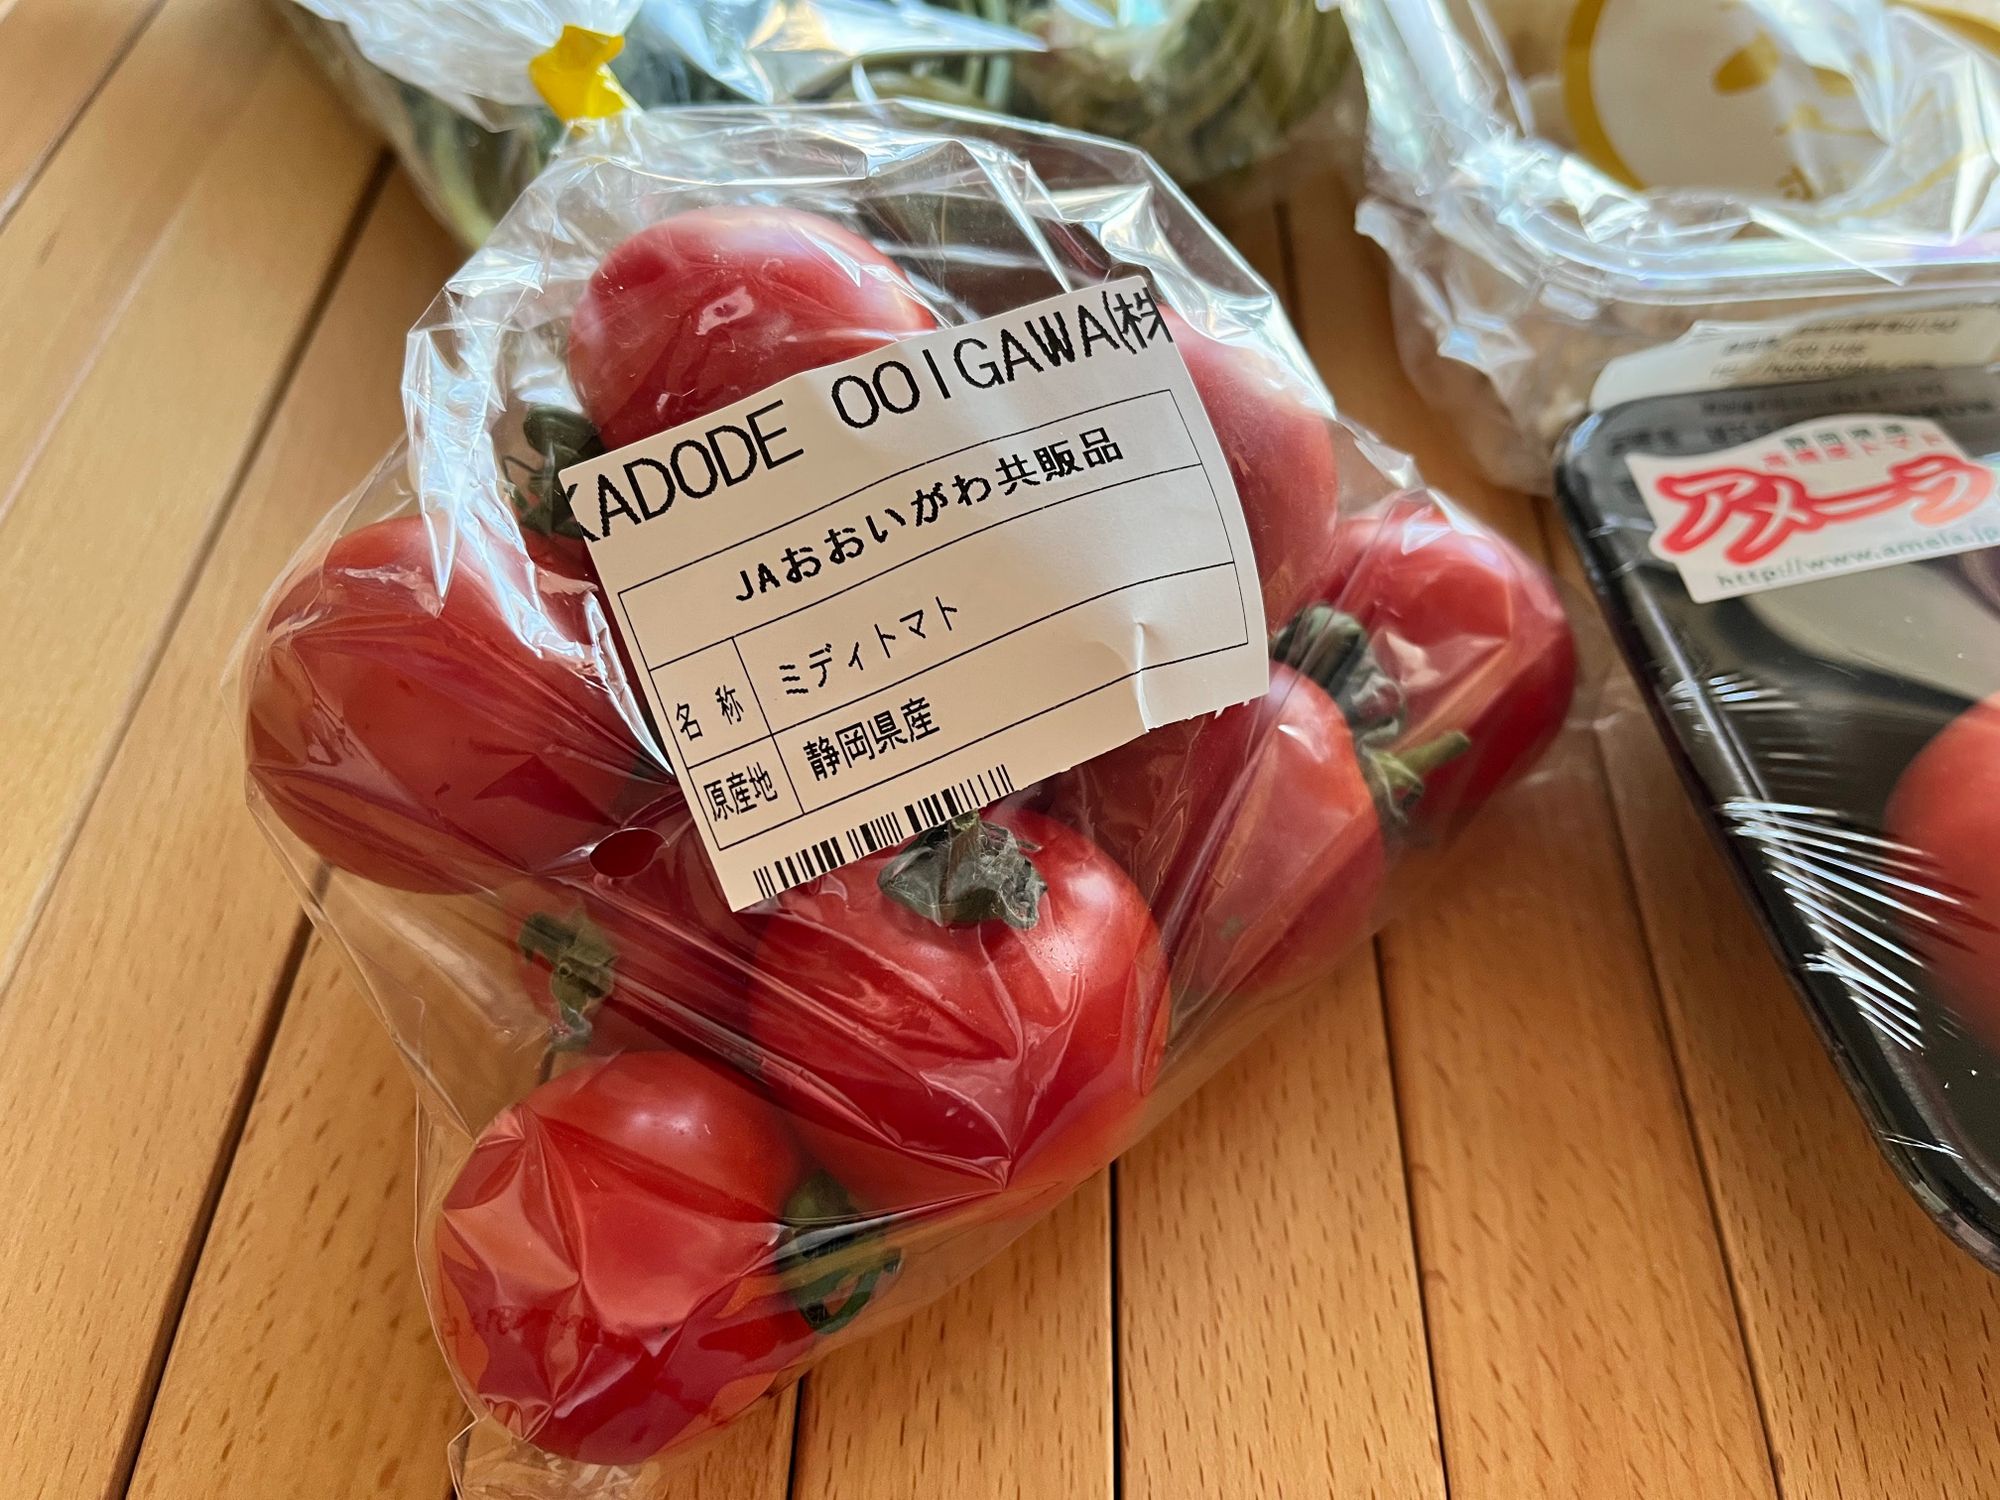 KADODE OOIGAWA(株
JAおおいがわ共販品
名 称 ミディトマト
原産地 静岡県産
アメーラ
http://www.amela.jp